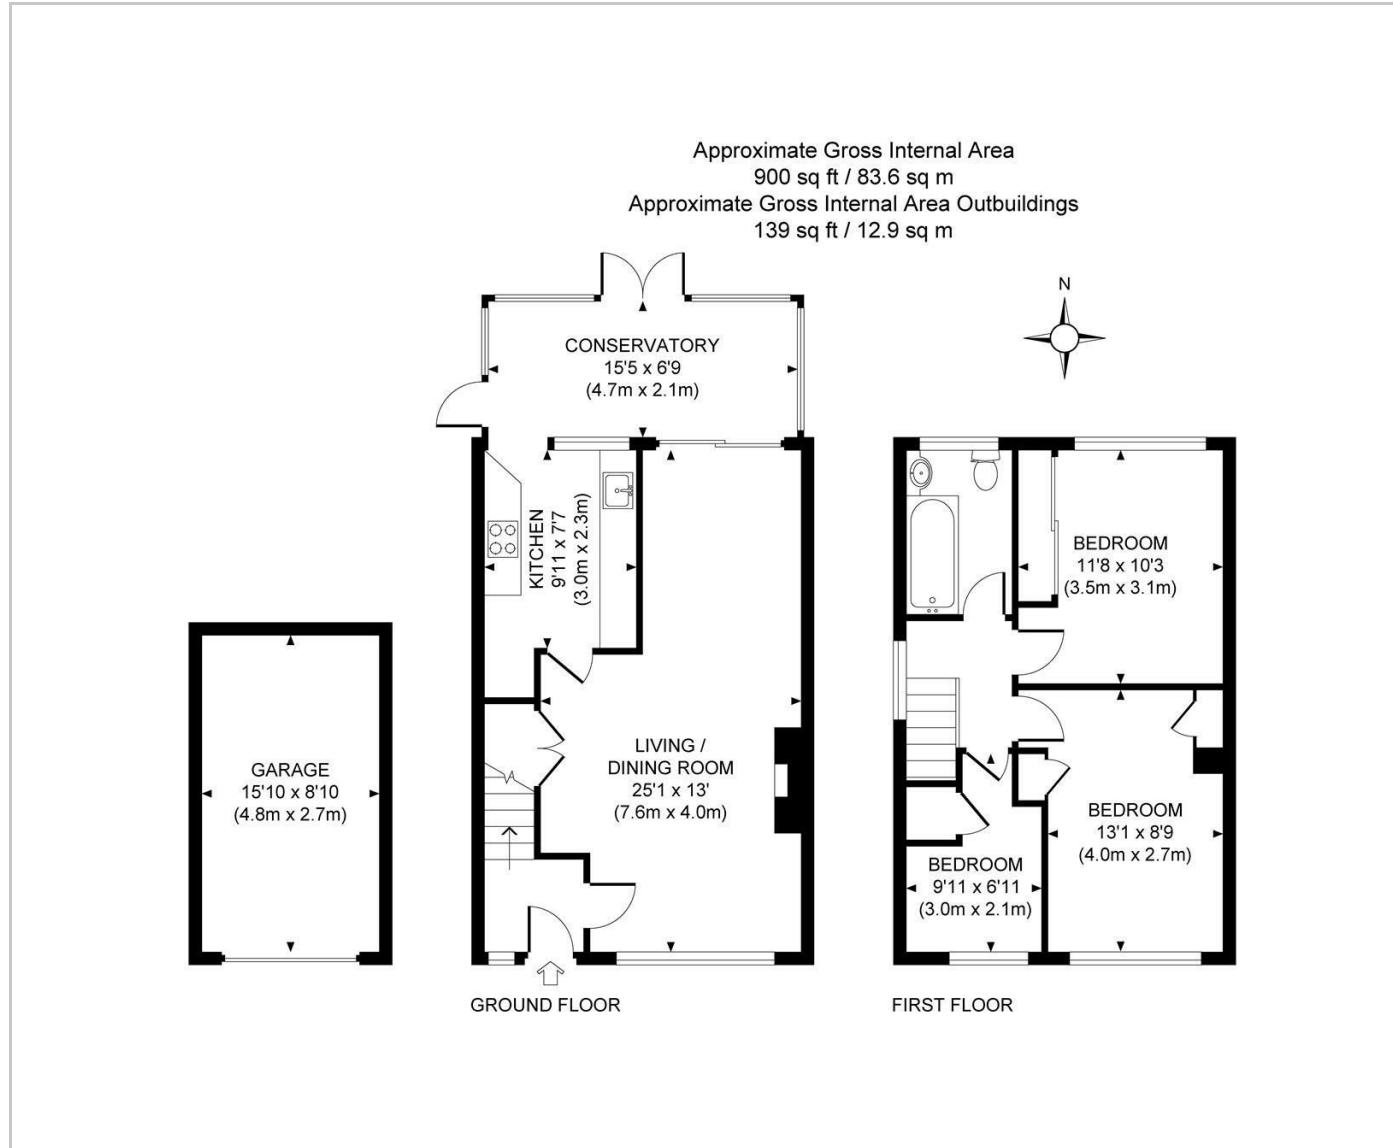 Approximate Gross Internal Area
900 sq ft / 83.6 sq m
Approximate Gross Internal Area Outbuildings
139 sq ft / 12.9 sq m
N
CONSERVATORY
15'5 x 6'9
(4.7m x 2.1m)
KITCHEN
9'11 x 7'7
(3.0m x 2.3m)
BEDROOM
11'8 x 10'3
(3.5m x 3.1m)
GARAGE
15'10 x 8'10
(4.8m x 2.7m)
LIVING /
DINING ROOM
25'1 x 13'
(7.6m x 4.0m)
BEDROOM
9'11 x 6'11
(3.0m x 2.1m)
BEDROOM
13'1 x 8'9
(4.0m x 2.7m)
GROUND FLOOR
FIRST FLOOR